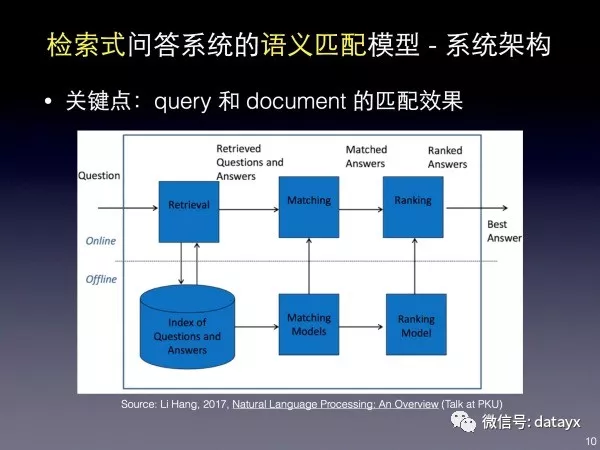 检索式问答系统的语义匹配模型 - 系统架构
• 关键点：query 和 document 的匹配效果
Question
Retrieved
Questions and
Answers
Matched
Answers
Ranked
Answers
Retrieval
Matching
Ranking
Best
Answer
Online
Offline
Index of
Questions and
Answers
Matching
Models
Ranking
Model
Source: Li Hang, 2017, Natural Language Processing: An Overview (Talk at PKU)
微信号: datayx
10